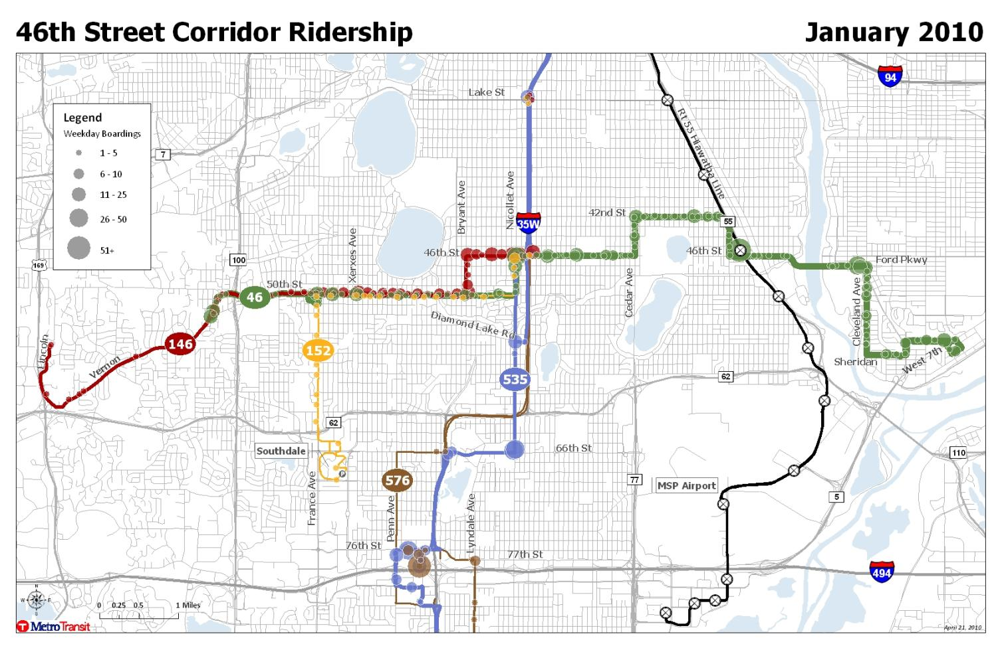 46th Street Corridor Ridership
January 2010
94
Lake St
Legend
Weekday Boardings
1 - 5
6 - 10
11 - 25
26 - 50
51+
7
Rt 55 Hiawatha Line
Bryant Ave
Nicollet Ave
35W
42nd St
55
46th St
46th St
Ford Pkwy
169
100
Xerxes Ave
50th St
46
Cedar Ave
Cleveland Ave
Diamond Lake Rd
146
152
Lincoln
Vernon
Sheridan
West 7th
535
62
62
Southdale
66th St
110
P
576
77
MSP Airport
5
France Ave
Penn Ave
Lyndale Ave
76th St
77th St
494
N
W
E
S
0 0.25 0.5 1 Miles
T MetroTransit
April 21, 2010